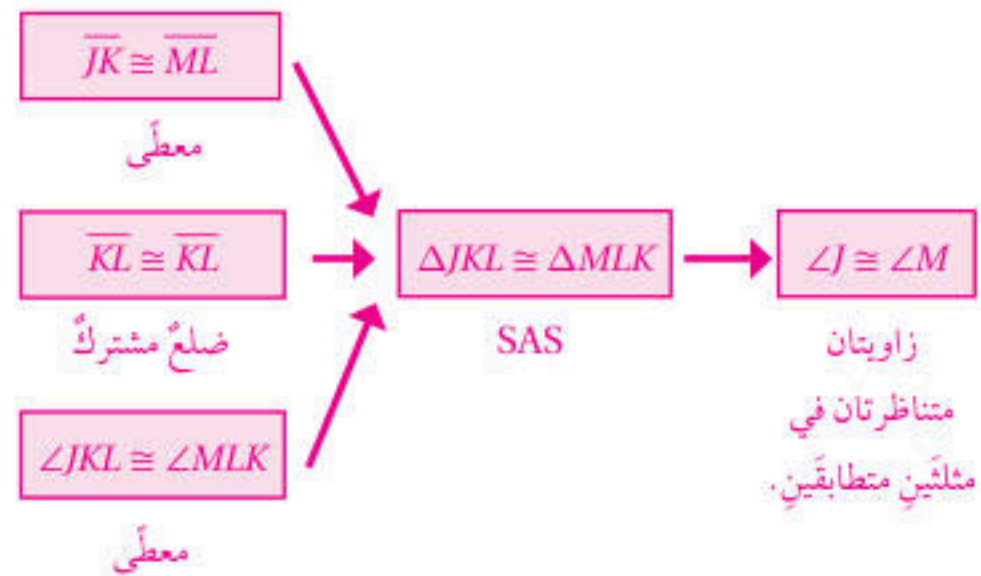 JK ≅ ML
معطًى
KL ≅ KL
ضلعٌ مشتركٌ
∠JKL ≅ ∠MLK
معطًى
ΔJKL ≅ ΔMLK
SAS
∠J ≅ ∠M
زاويتان
متناظرتان في
مثلثَينِ متطابقَينِ.